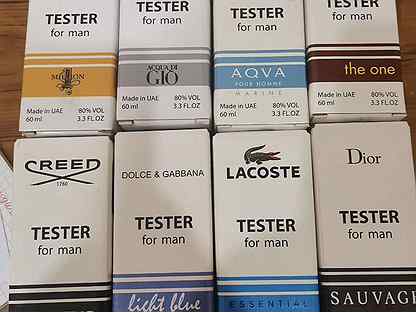 TESTER
for man
MILLION
Made in UAE 80% VOL
60 ml 3.3 FL.OZ
TESTER
for man
ACQUA DI
GIÒ
Made in UAE 80% VOL
60 ml 3.3 FL.OZ
TESTER
for man
AQVA
POUR HOMME
MARINE
Made in UAE 80% VOL
60 ml 3.3 FL.OZ
TESTER
for man
the one
Made in UAE 80% VOL
60 ml 3.3 FL.OZ
CREED
1760
TESTER
for man
DOLCE & GABBANA
TESTER
for man
light blue
LACOSTE
TESTER
for man
ESSENTIAL
Dior
TESTER
for man
SAUVAGE